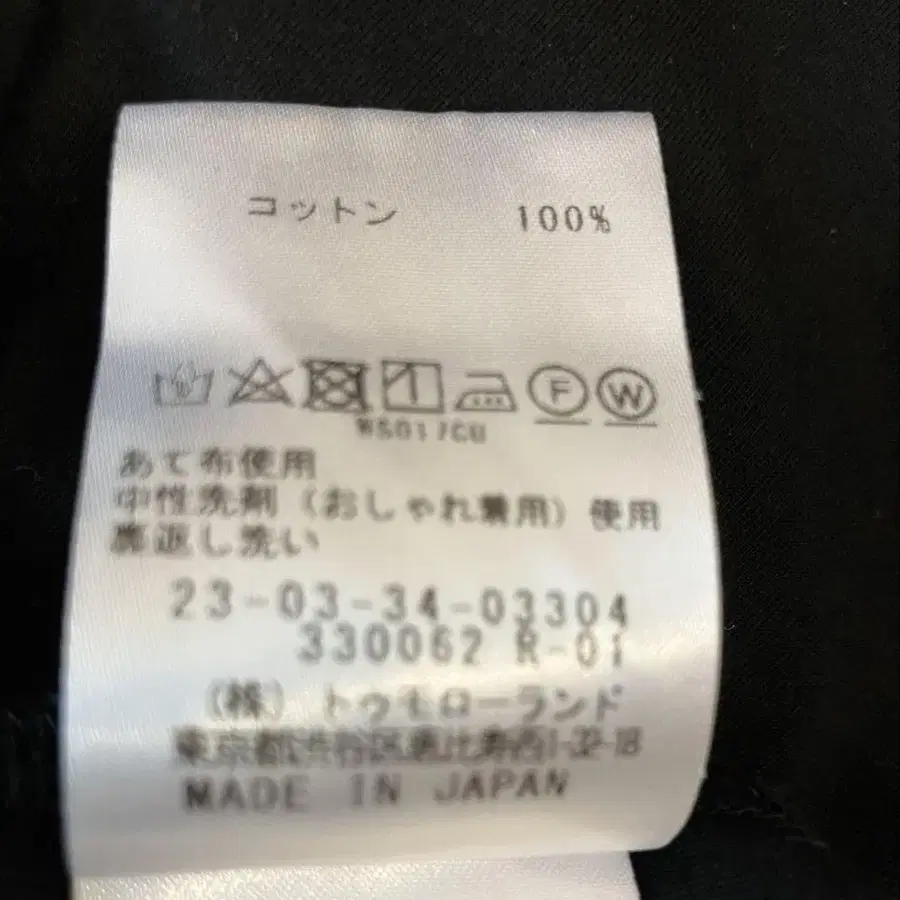 コットン 100%
F W
WS017CU
あて布使用
中性洗剤（おしゃれ着用）使用
裏返し洗い
23-03-34-03304
330062 R-01
（株）トゥモローランド
東京都渋谷区恵比寿西1-32-18
MADE IN JAPAN